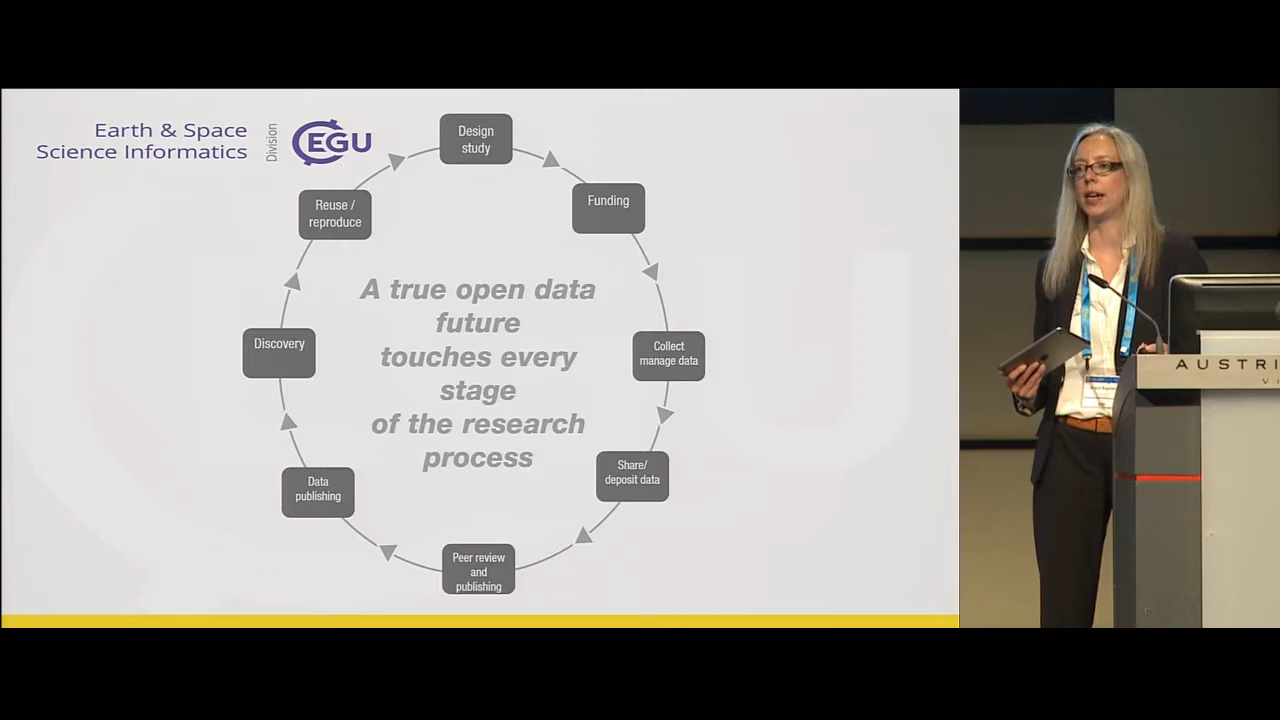 Earth & Space
Science Informatics
Division
EGU
Design
study
Funding
Collect
manage data
Share/
deposit data
Peer review
and
publishing
Data
publishing
Discovery
Reuse /
reproduce
A true open data
future
touches every
stage
of the research
process
AUSTRI
VI